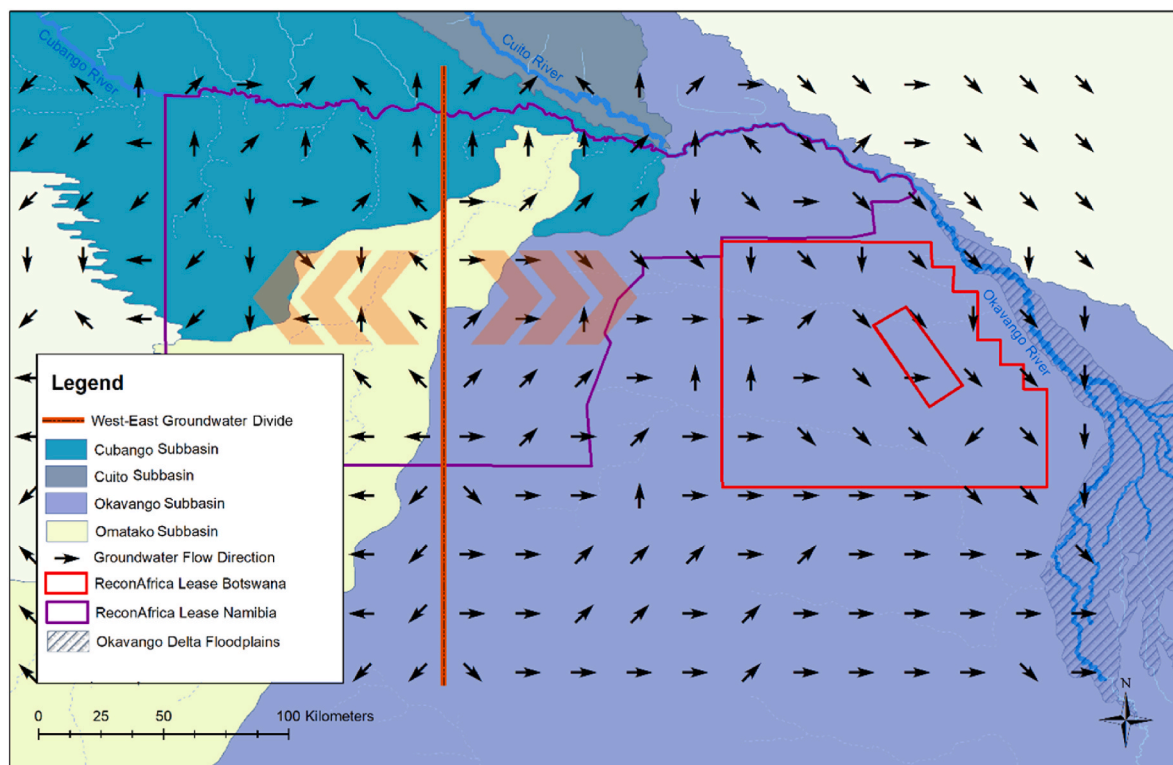 Cubango River
Cuito River
Okavango River
Legend
West-East Groundwater Divide
Cubango Subbasin
Cuito Subbasin
Okavango Subbasin
Omatako Subbasin
Groundwater Flow Direction
ReconAfrica Lease Botswana
ReconAfrica Lease Namibia
Okavango Delta Floodplains
0 25 50 100 Kilometers
N